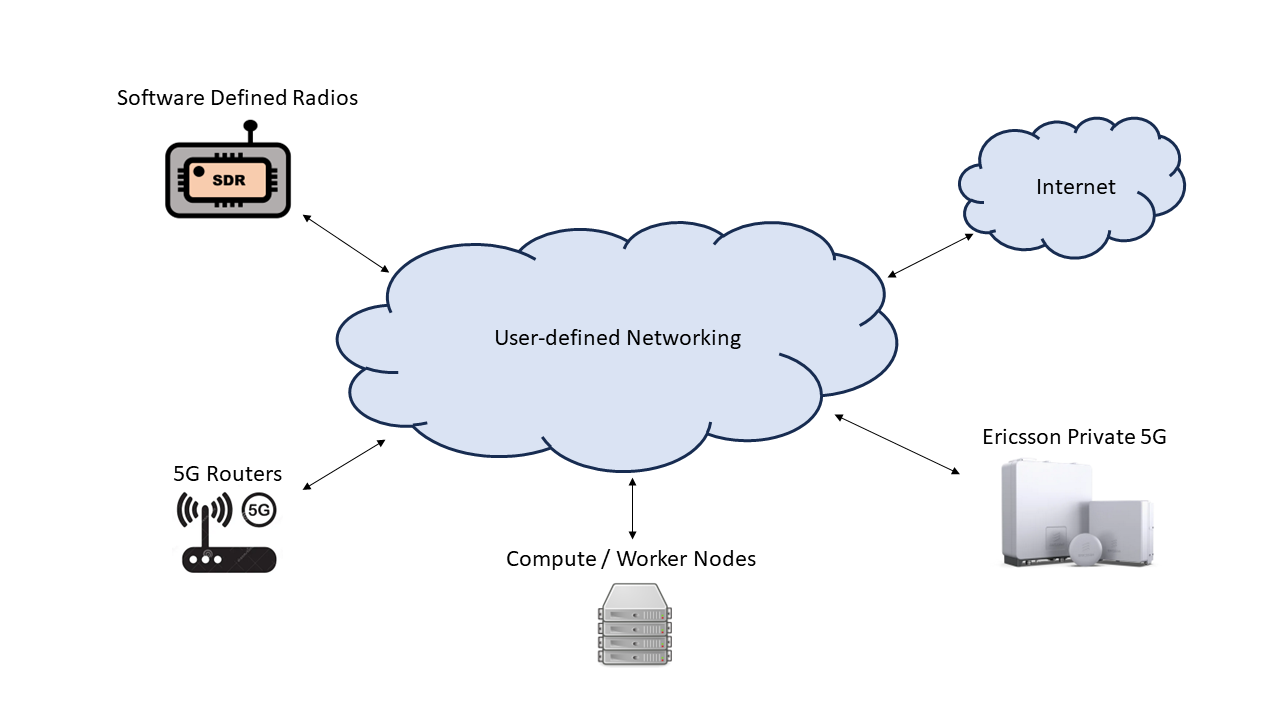 Software Defined Radios
SDR
Internet
User-defined Networking
Ericsson Private 5G
5G Routers
5G
Compute / Worker Nodes